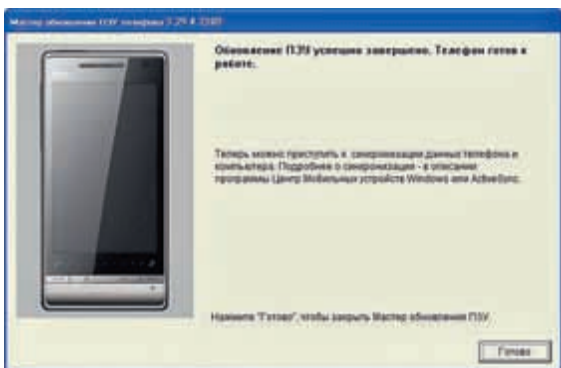 Мастер обновления ПЗУ телефона
Обновление ПЗУ успешно завершено. Телефон готов к
работе.
Теперь можно приступить к синхронизации данных телефона и
компьютера. Подробнее о синхронизации - в описании
программы Центр Мобильных устройств Windows или ActiveSync.
Нажмите "Готово", чтобы закрыть Мастер обновления ПЗУ.
Готово